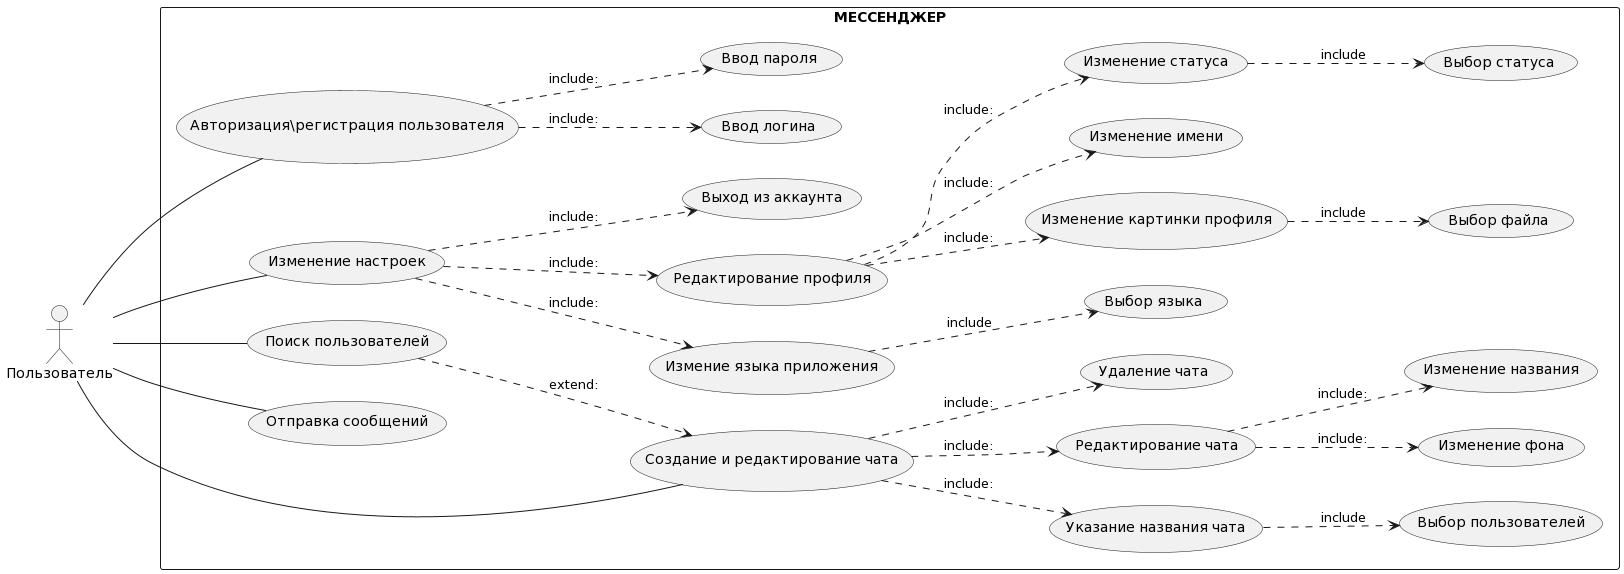 МЕССЕНДЖЕР
Пользователь
Авторизация\регистрация пользователя
include:
Ввод пароля
include:
Ввод логина
Изменение настроек
include:
Выход из аккаунта
include:
Редактирование профиля
include:
Измение языка приложения
include:
Изменение статуса
include
Выбор статуса
include:
Изменение имени
include:
Изменение картинки профиля
include
Выбор файла
include
Выбор языка
Поиск пользователей
extend:
Отправка сообщений
Создание и редактирование чата
include:
Удаление чата
include:
Редактирование чата
include:
Изменение названия
include:
Изменение фона
include:
Указание названия чата
include
Выбор пользователей